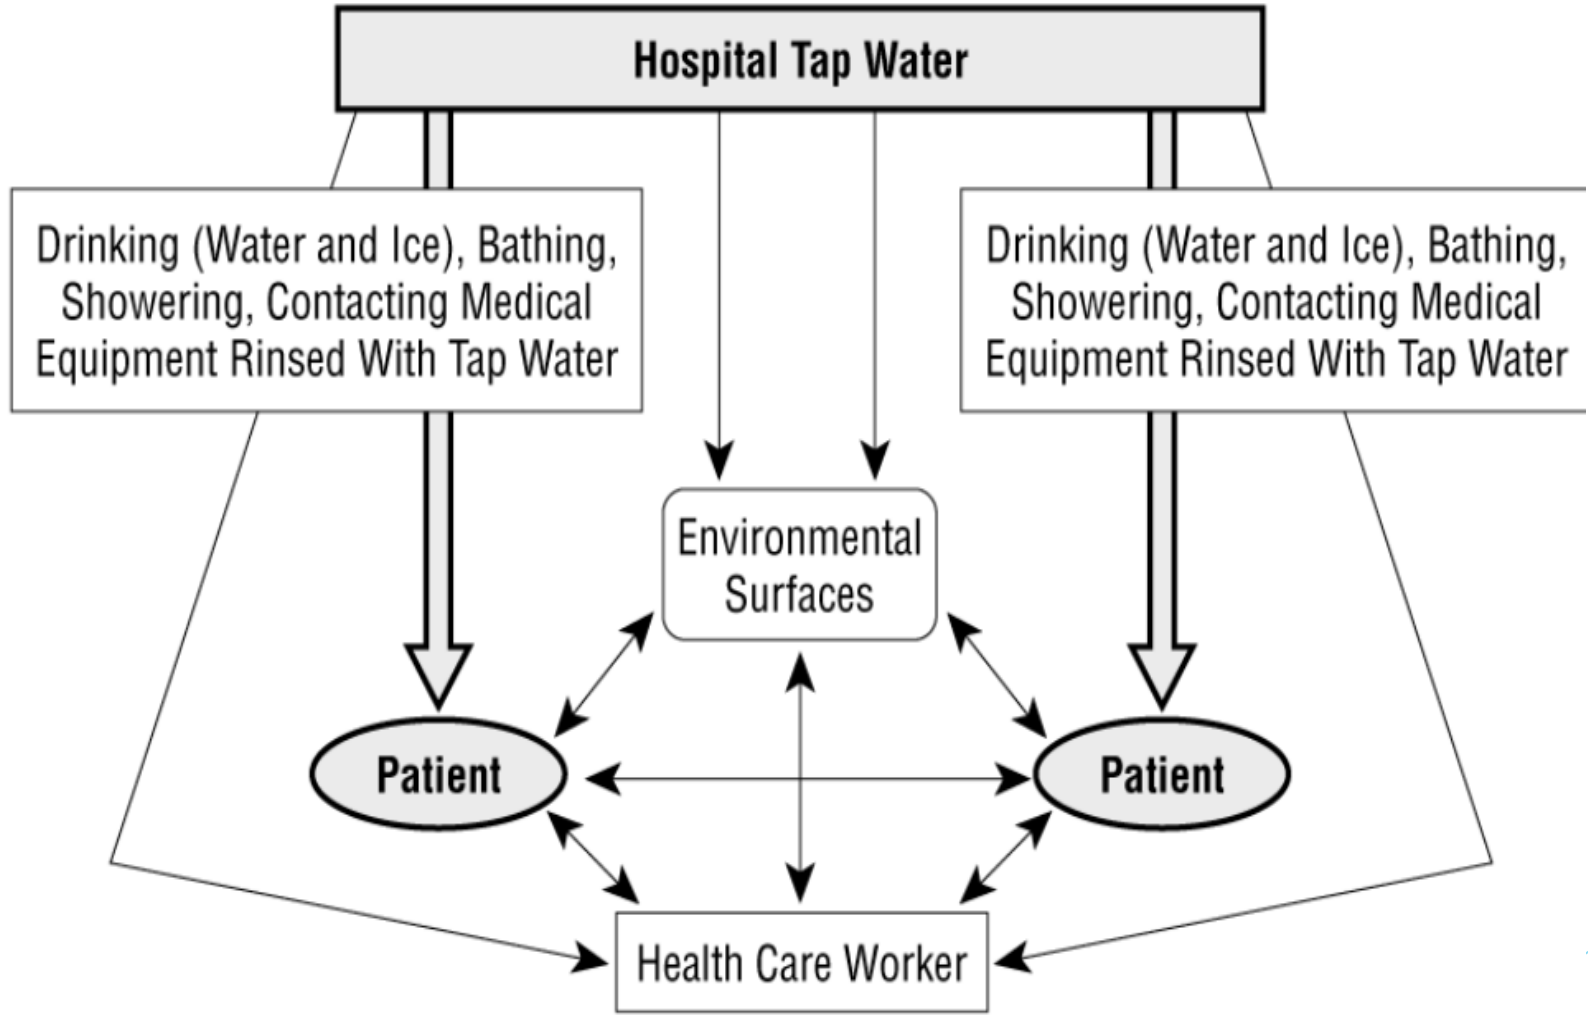 Hospital Tap Water
Drinking (Water and Ice), Bathing,
Showering, Contacting Medical
Equipment Rinsed With Tap Water
Drinking (Water and Ice), Bathing,
Showering, Contacting Medical
Equipment Rinsed With Tap Water
Environmental
Surfaces
Patient
Patient
Health Care Worker